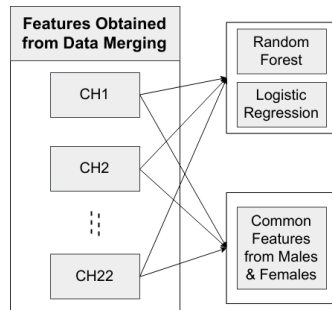 Features Obtained
from Data Merging
CH1
CH2
CH22
Random
Forest
Logistic
Regression
Common
Features
from Males
& Females